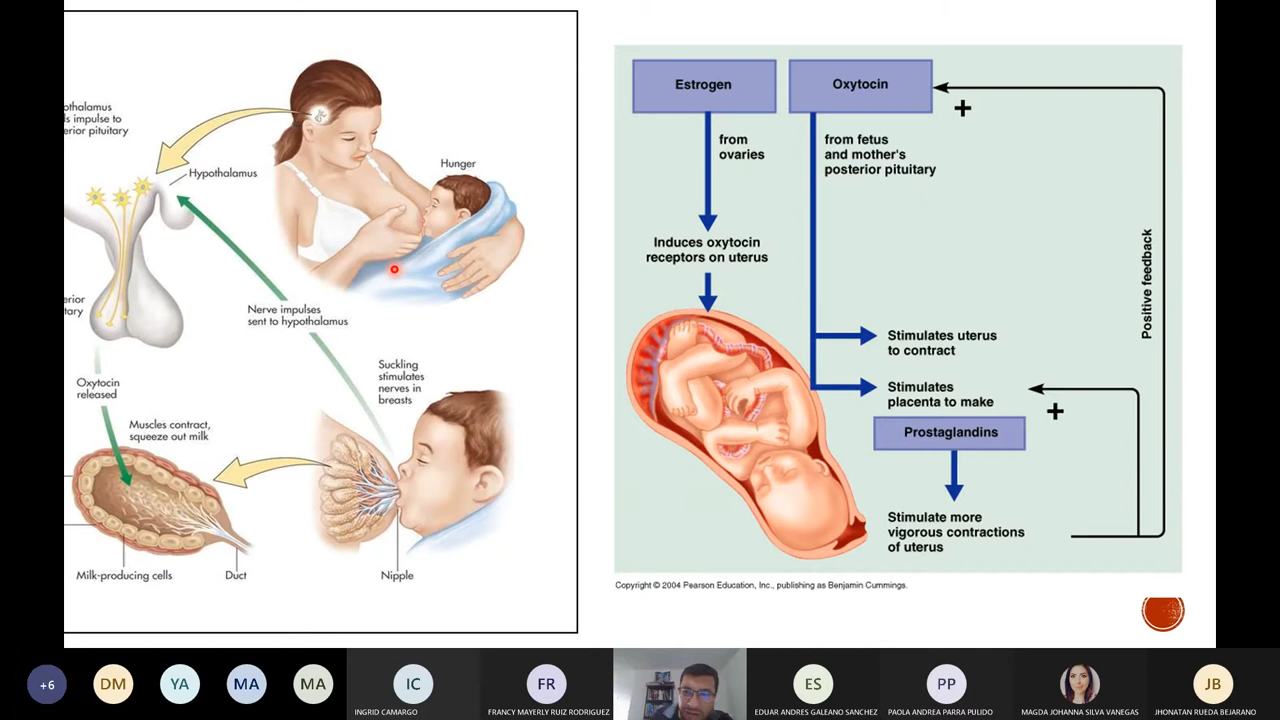 othalamus
ls impulse to
erior pituitary
Hypothalamus
Hunger
erior
tary
Nerve impulses
sent to hypothalamus
Oxytocin
released
Suckling
stimulates
nerves in
breasts
Muscles contract,
squeeze out milk
Milk-producing cells
Duct
Nipple
Estrogen
Oxytocin
+
from
ovaries
from fetus
and mother's
posterior pituitary
Induces oxytocin
receptors on uterus
Positive feedback
Stimulates uterus
to contract
Stimulates
placenta to make
+
Prostaglandins
Stimulate more
vigorous contractions
of uterus
Copyright © 2004 Pearson Education, Inc., publishing as Benjamin Cummings.
+6
DM
YA
MA
MA
IC
INGRID CAMARGO
FR
FRANCY MAYERLY RUIZ RODRIGUEZ
ES
EDUAR ANDRES GALEANO SANCHEZ
PP
PAOLA ANDREA PARRA PULIDO
MAGDA JOHANNA SILVA VANEGAS
JB
JHONATAN RUEDA BEJARANO